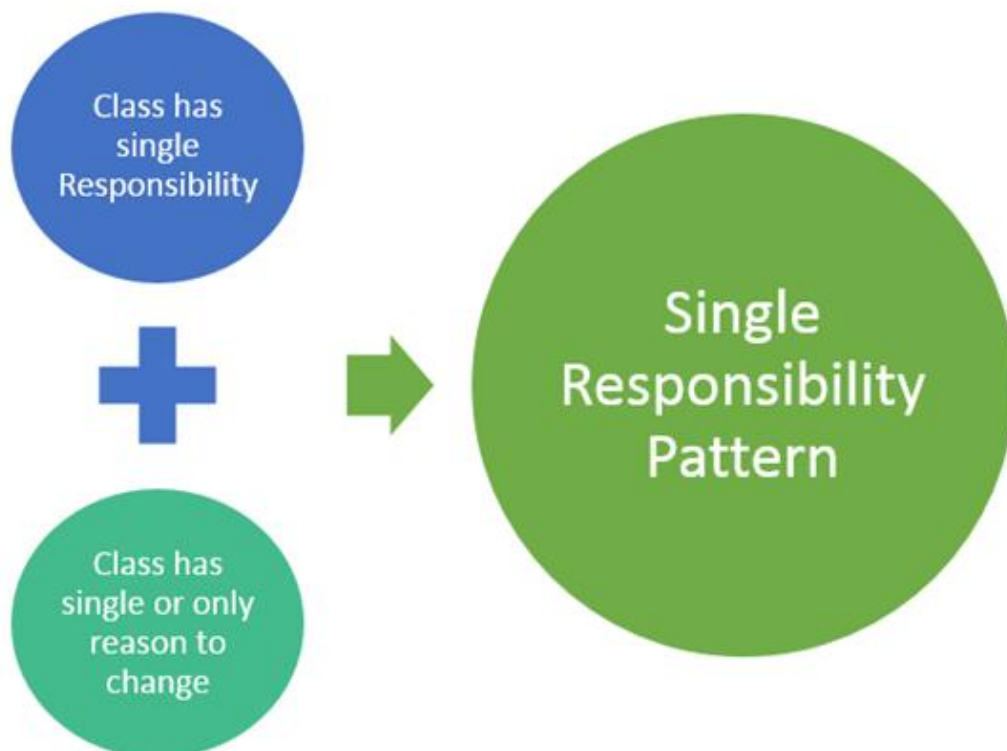 Class has
single
Responsibility
Class has
single or only
reason to
change
Single
Responsibility
Pattern